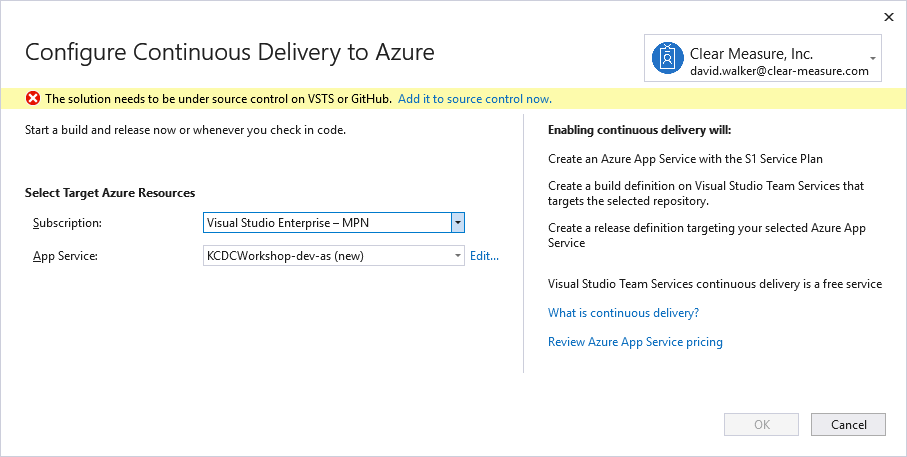 Configure Continuous Delivery to Azure
Clear Measure, Inc.
david.walker@clear-measure.com
The solution needs to be under source control on VSTS or GitHub. Add it to source control now.
Start a build and release now or whenever you check in code.
Select Target Azure Resources
Subscription: Visual Studio Enterprise – MPN
App Service: KCDCWorkshop-dev-as (new) Edit...
Enabling continuous delivery will:
Create an Azure App Service with the S1 Service Plan
Create a build definition on Visual Studio Team Services that
targets the selected repository.
Create a release definition targeting your selected Azure App
Service
Visual Studio Team Services continuous delivery is a free service
What is continuous delivery?
Review Azure App Service pricing
OK Cancel